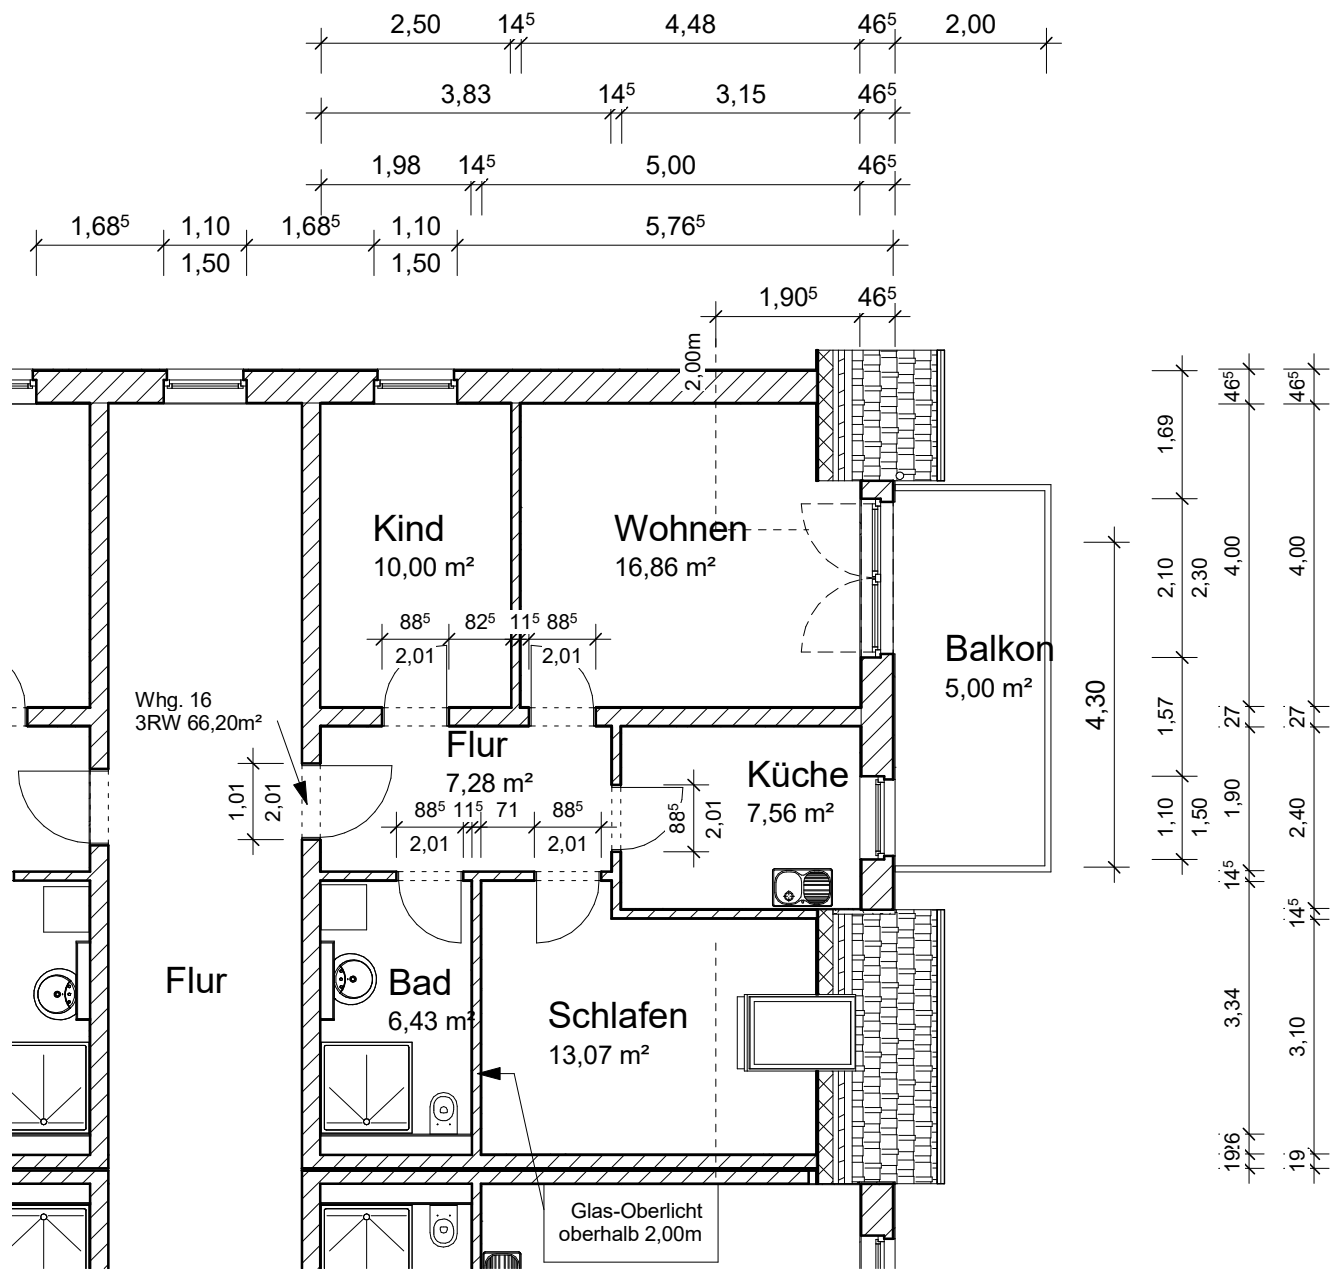 2,50 14⁵ 4,48 46⁵ 2,00
3,83 14⁵ 3,15 46⁵
1,98 14⁵ 5,00 46⁵
1,68⁵ 1,10 1,68⁵ 1,10 5,76⁵
1,50 1,50
1,90⁵ 46⁵
2,00m
Kind
10,00 m²
Wohnen
16,86 m²
88⁵ 82⁵ 11⁵ 88⁵
2,01 2,01
Balkon
5,00 m²
Whg. 16
3RW 66,20m²
Flur
7,28 m²
Küche
7,56 m²
1,01
2,01
88⁵ 11⁵ 71 88⁵
2,01 2,01
88⁵
2,01
Flur
Bad
6,43 m²
Schlafen
13,07 m²
Glas-Oberlicht
oberhalb 2,00m
4,30
1,69
2,10
2,30
1,57
1,10
1,50
46⁵
4,00
27
1,90
14⁵
3,34
26
19
46⁵
4,00
27
2,40
14⁵
3,10
19